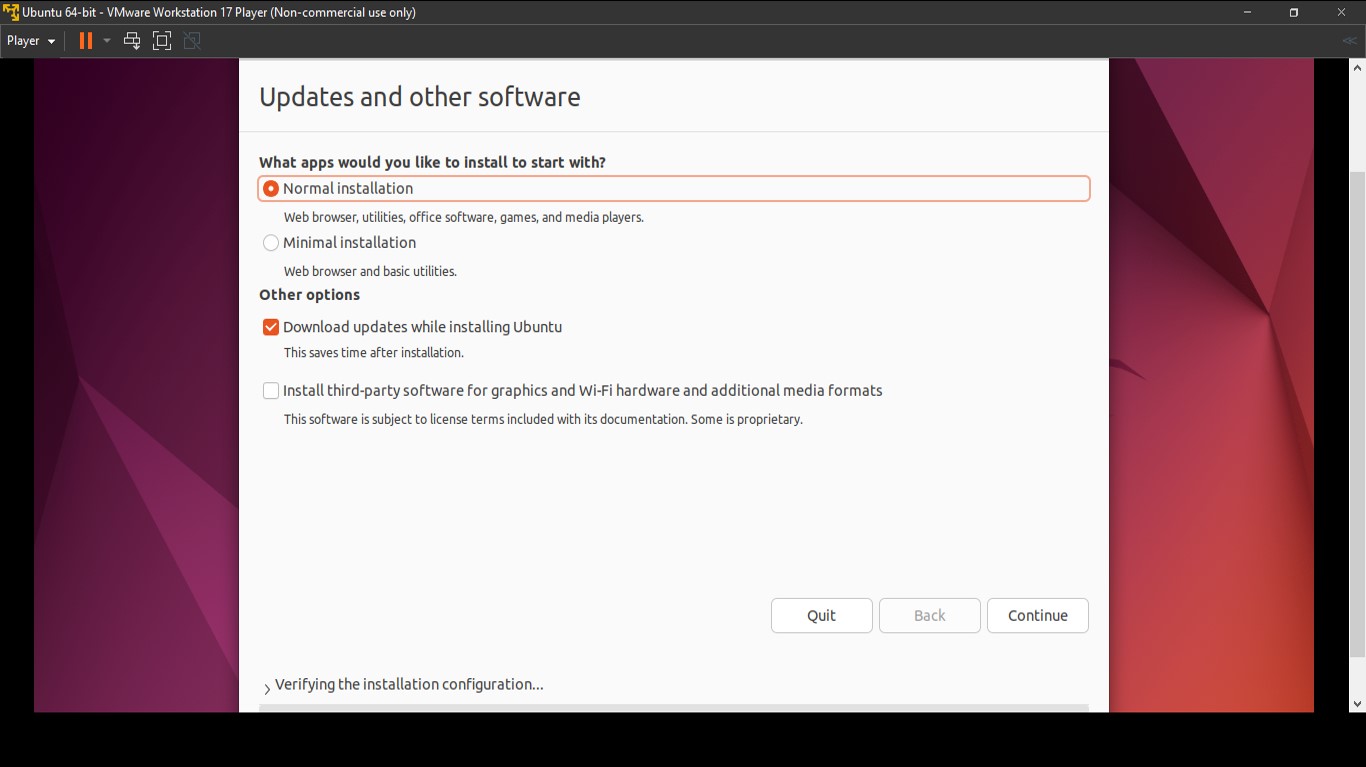 Ubuntu 64-bit - VMware Workstation 17 Player (Non-commercial use only)
Player
Updates and other software
What apps would you like to install to start with?
Normal installation
Web browser, utilities, office software, games, and media players.
Minimal installation
Web browser and basic utilities.
Other options
Download updates while installing Ubuntu
This saves time after installation.
Install third-party software for graphics and Wi-Fi hardware and additional media formats
This software is subject to license terms included with its documentation. Some is proprietary.
Quit Back Continue
Verifying the installation configuration...